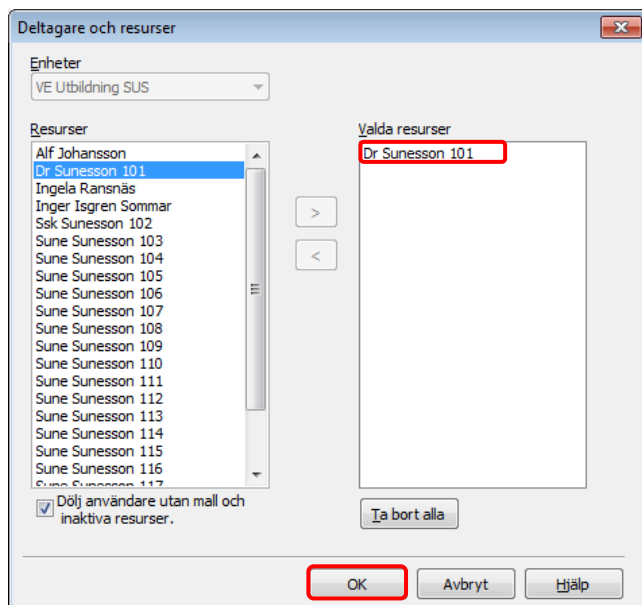 Deltagare och resurser
Enheter
VE Utbildning SUS
Resurser
Alf Johansson
Dr Sunesson 101
Ingela Ransnäs
Inger Isgren Sommar
Ssk Sunesson 102
Sune Sunesson 103
Sune Sunesson 104
Sune Sunesson 105
Sune Sunesson 106
Sune Sunesson 107
Sune Sunesson 108
Sune Sunesson 109
Sune Sunesson 110
Sune Sunesson 111
Sune Sunesson 112
Sune Sunesson 113
Sune Sunesson 114
Sune Sunesson 115
Sune Sunesson 116
Sune Sunesson 117
Dölj användare utan mall och
inaktiva resurser.
>
<
Valda resurser
Dr Sunesson 101
Ta bort alla
OK
Avbryt
Hjälp